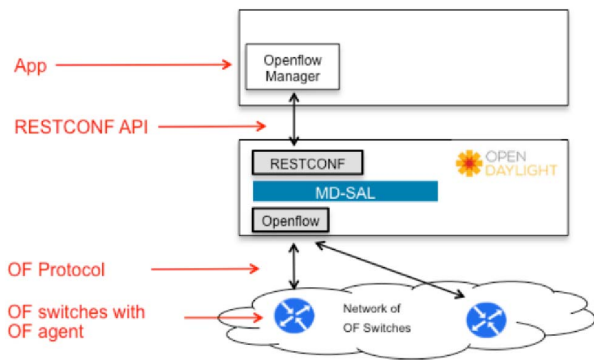 App
Openflow
Manager
RESTCONF API
RESTCONF
OPEN
DAYLIGHT
MD-SAL
Openflow
OF Protocol
OF switches with
OF agent
Network of
OF Switches